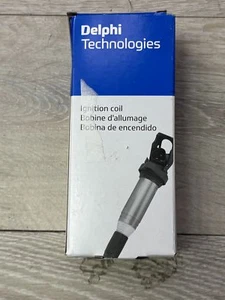 Delphi
Technologies
Ignition coil
Bobine d'allumage
Bobina de encendido